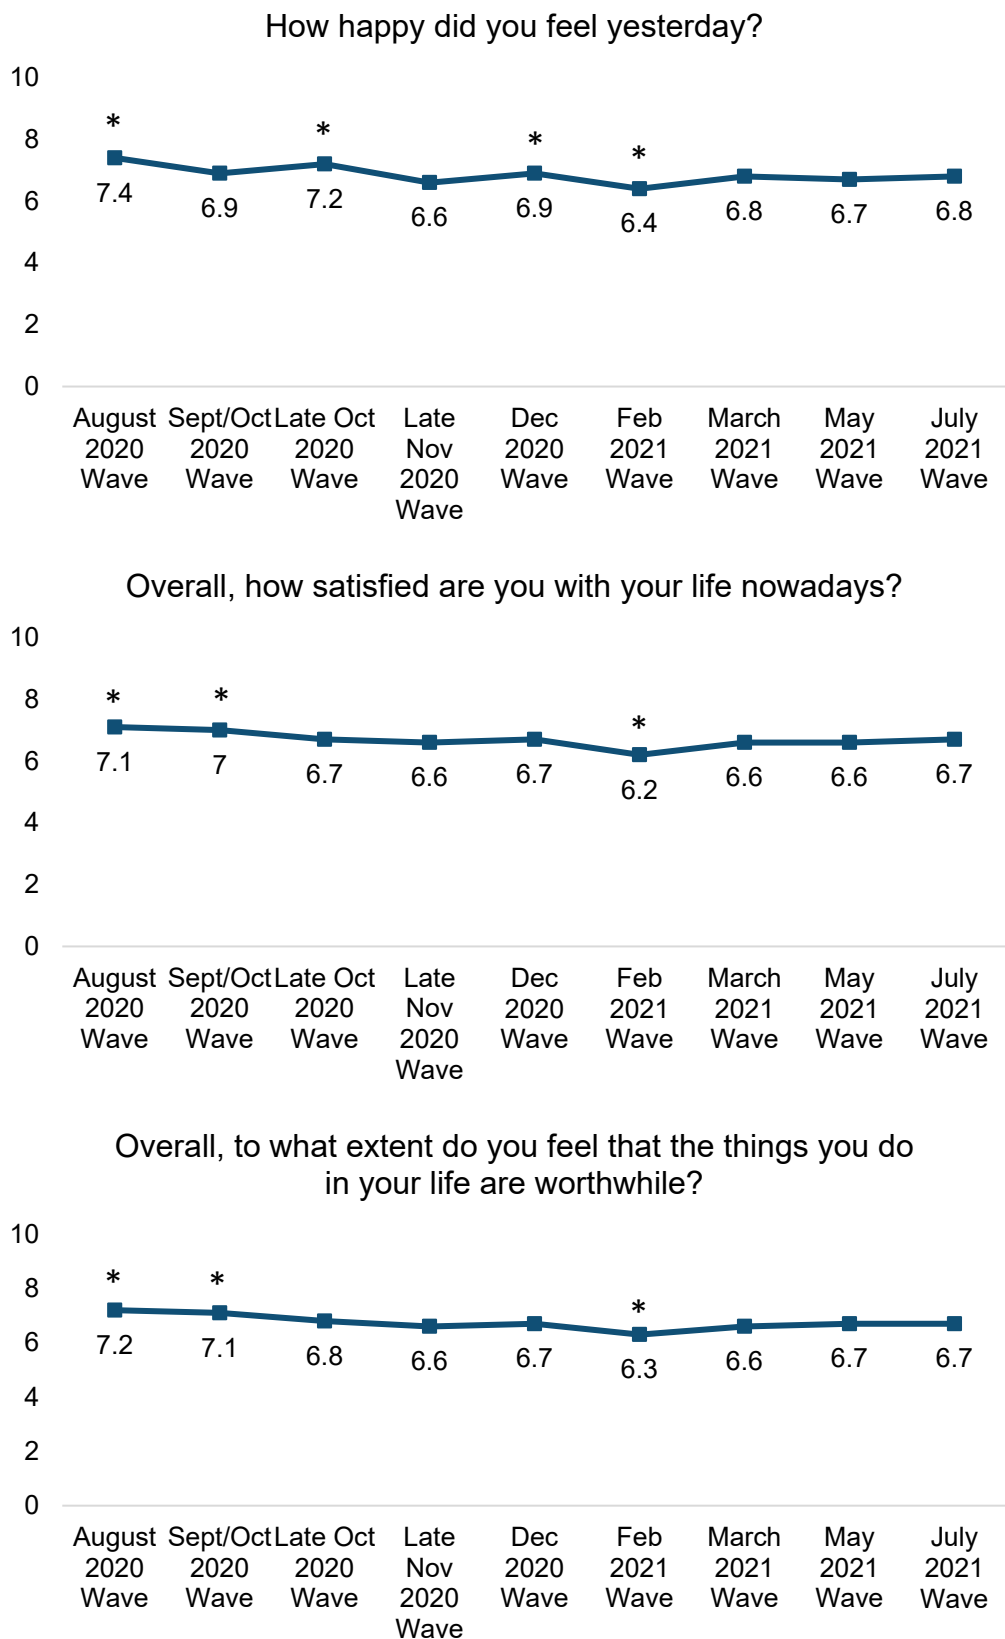 How happy did you feel yesterday?
10
8
6
4
2
0
* * * *
7.4 6.9 7.2 6.6 6.9 6.4 6.8 6.7 6.8
August Sept/Oct Late Oct Late Dec Feb March May July
2020 2020 2020 Nov 2020 2021 2021 2021 2021
Wave Wave Wave 2020 Wave Wave Wave Wave Wave
Wave
Overall, how satisfied are you with your life nowadays?
10
8
6
4
2
0
* * *
7.1 7 6.7 6.6 6.7 6.2 6.6 6.6 6.7
August Sept/Oct Late Oct Late Dec Feb March May July
2020 2020 2020 Nov 2020 2021 2021 2021 2021
Wave Wave Wave 2020 Wave Wave Wave Wave Wave
Wave
Overall, to what extent do you feel that the things you do
in your life are worthwhile?
10
8
6
4
2
0
* * *
7.2 7.1 6.8 6.6 6.7 6.3 6.6 6.7 6.7
August Sept/Oct Late Oct Late Dec Feb March May July
2020 2020 2020 Nov 2020 2021 2021 2021 2021
Wave Wave Wave 2020 Wave Wave Wave Wave Wave
Wave